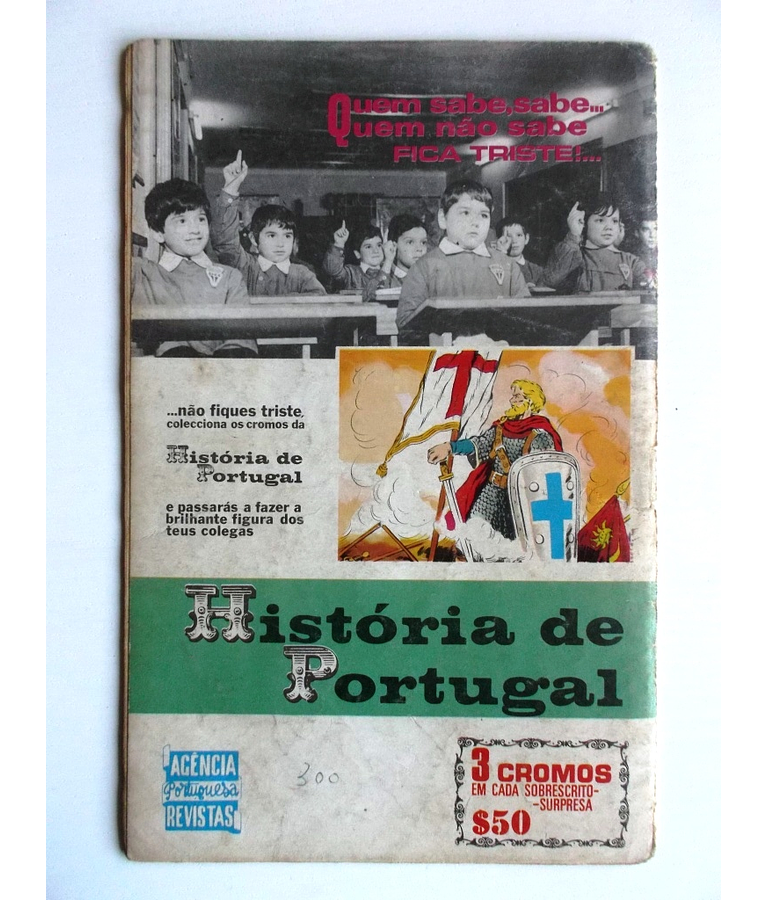 Quem sabe, sabe...
Quem não sabe
FICA TRISTE!...
...não fiques triste,
colecciona os cromos da
História de
Portugal
e passarás a fazer a
brilhante figura dos
teus colegas
História de
Portugal
AGÊNCIA
Portuguesa
REVISTAS
300
3 CROMOS
EM CADA SOBRESCRITO-
-SURPRESA
$50